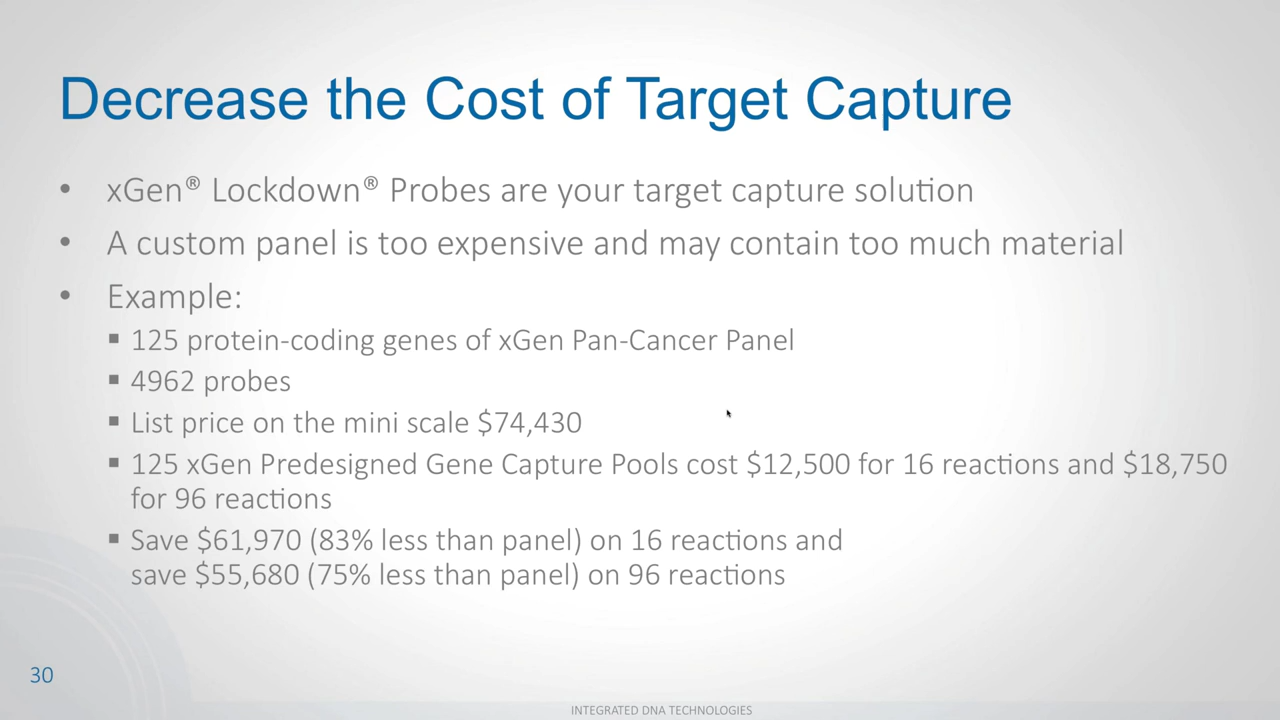 Decrease the Cost of Target Capture
• xGen® Lockdown® Probes are your target capture solution
• A custom panel is too expensive and may contain too much material
• Example:
▪ 125 protein-coding genes of xGen Pan-Cancer Panel
▪ 4962 probes
▪ List price on the mini scale $74,430
▪ 125 xGen Predesigned Gene Capture Pools cost $12,500 for 16 reactions and $18,750
for 96 reactions
▪ Save $61,970 (83% less than panel) on 16 reactions and
save $55,680 (75% less than panel) on 96 reactions
30
INTEGRATED DNA TECHNOLOGIES